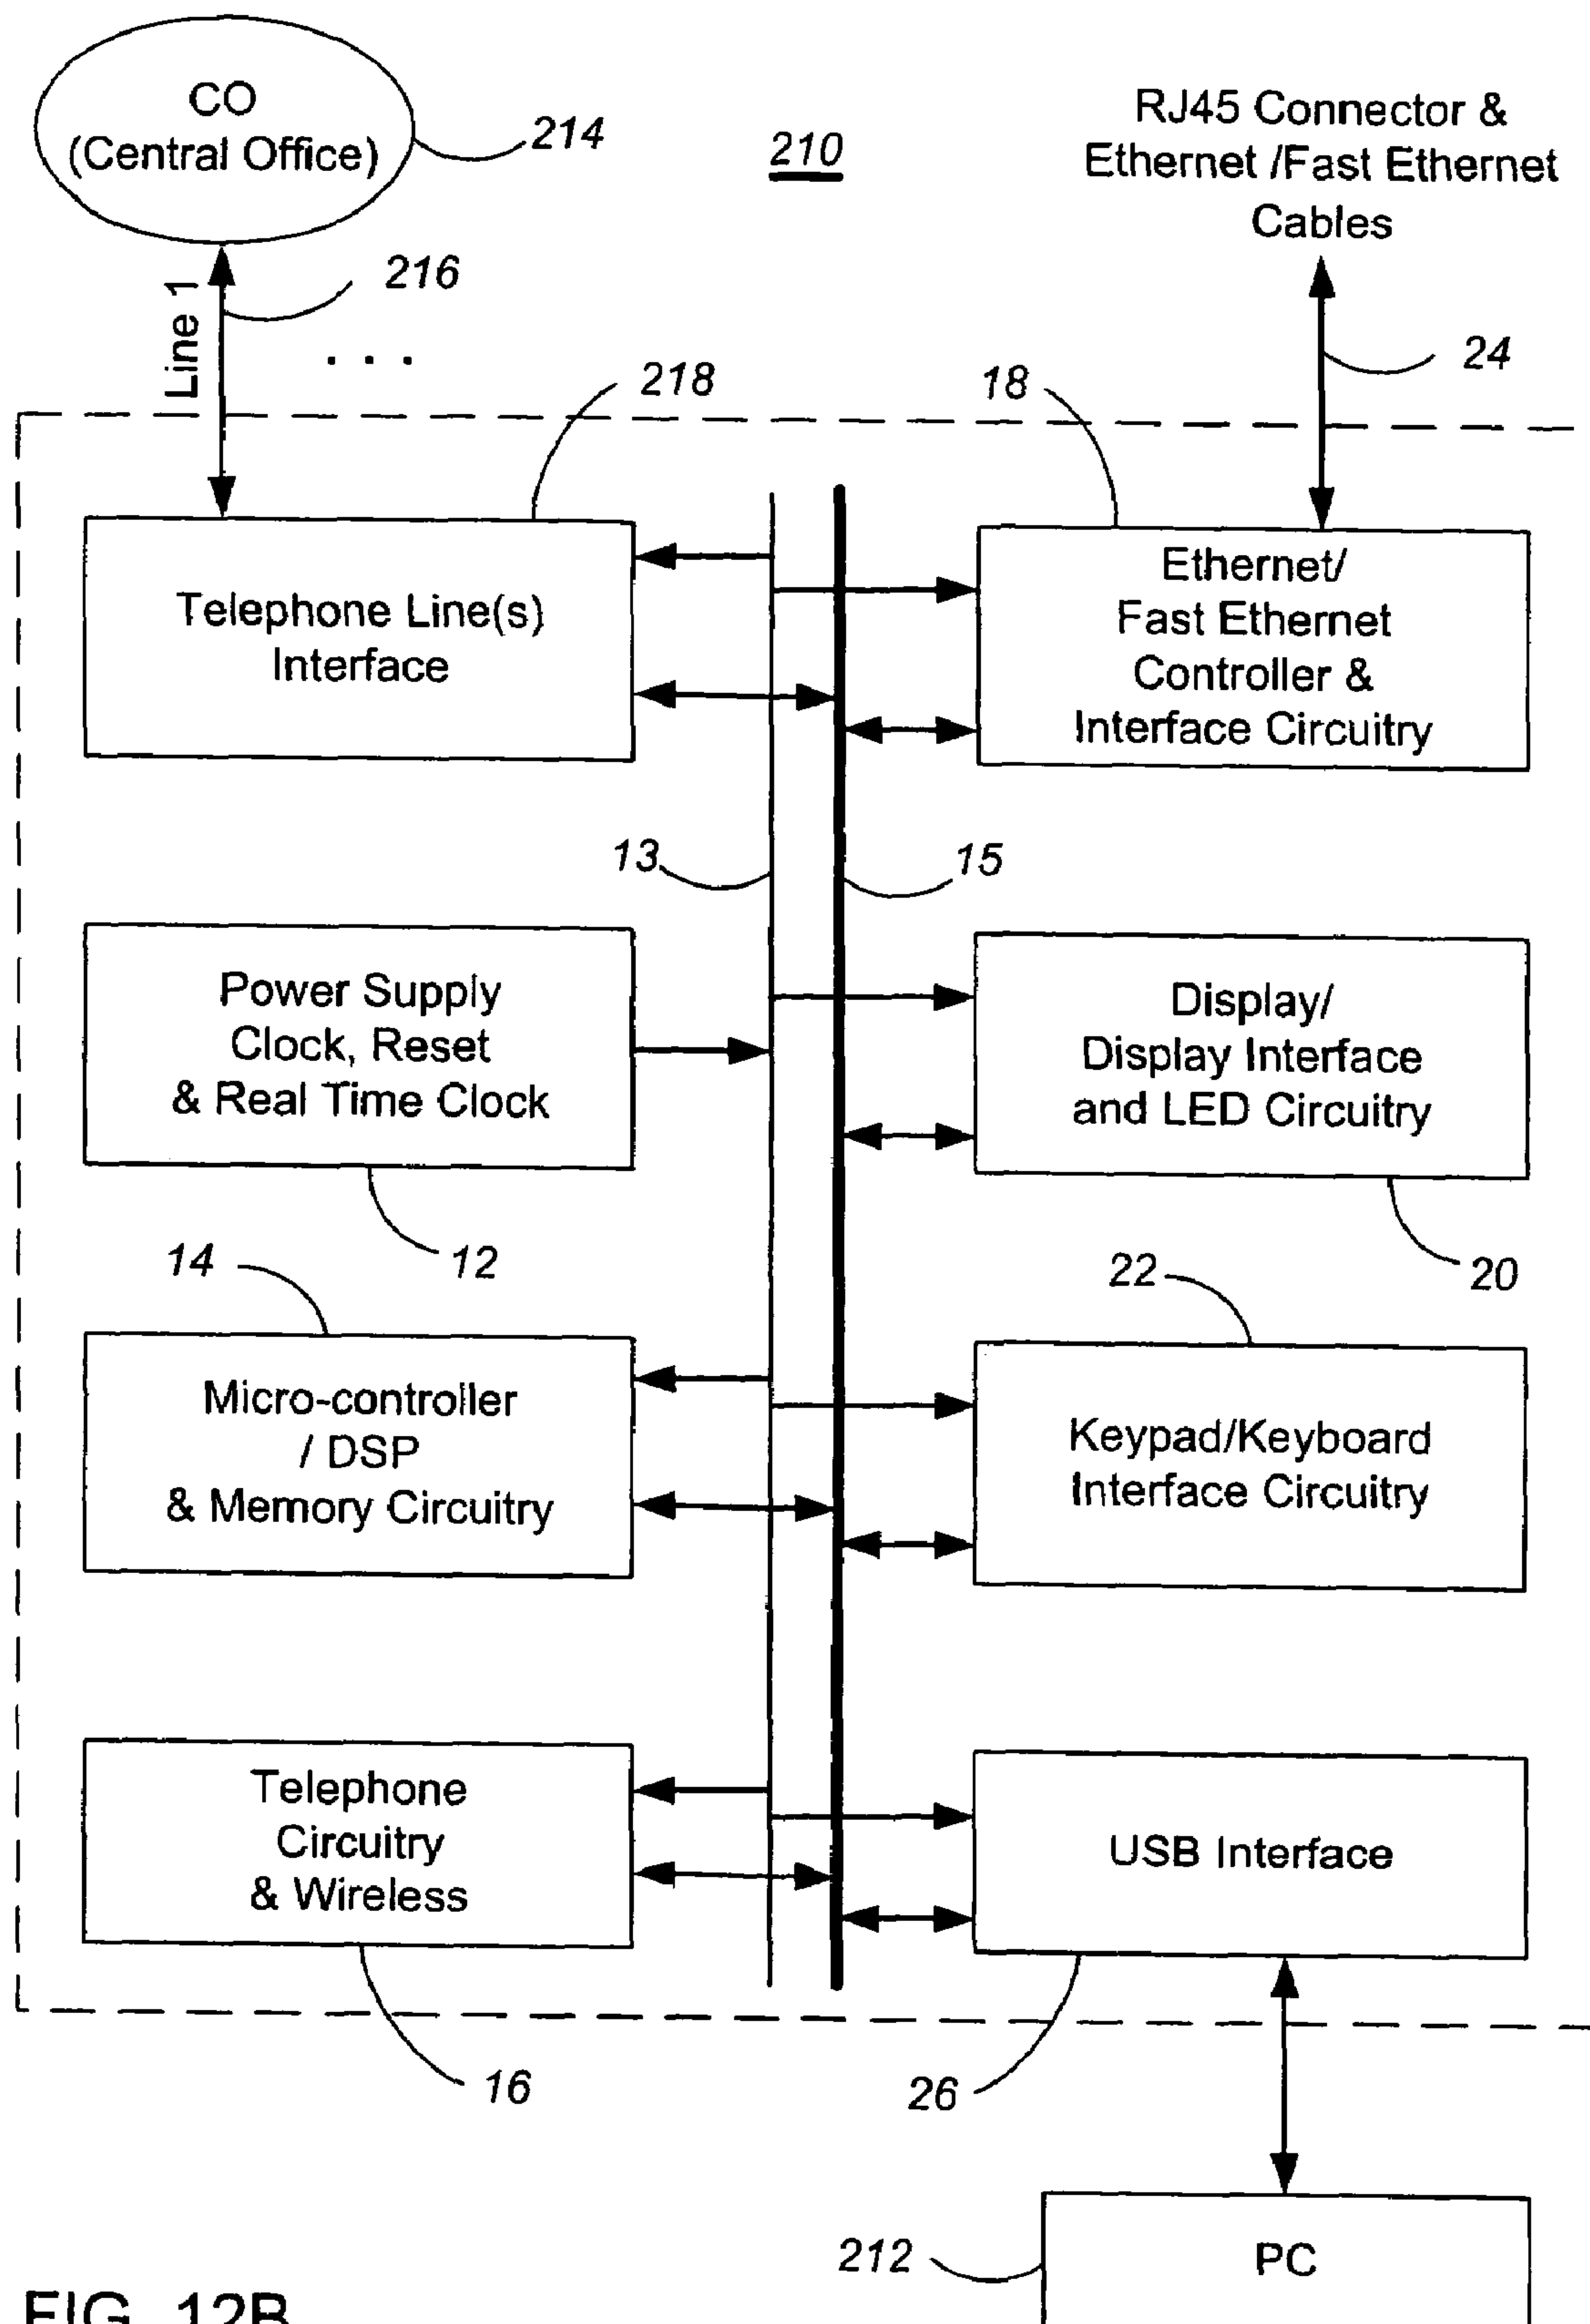 CO
(Central Office)
214
210
RJ45 Connector &
Ethernet /Fast Ethernet
Cables
Line 1
216
. . .
24
218
18
Telephone Line(s)
Interface
Ethernet/
Fast Ethernet
Controller &
Interface Circuitry
13
15
Power Supply
Clock, Reset
& Real Time Clock
Display/
Display Interface
and LED Circuitry
12
20
14
22
Micro-controller
/ DSP
& Memory Circuitry
Keypad/Keyboard
Interface Circuitry
Telephone
Circuitry
& Wireless
USB Interface
16
26
212
PC
FIG. 12B